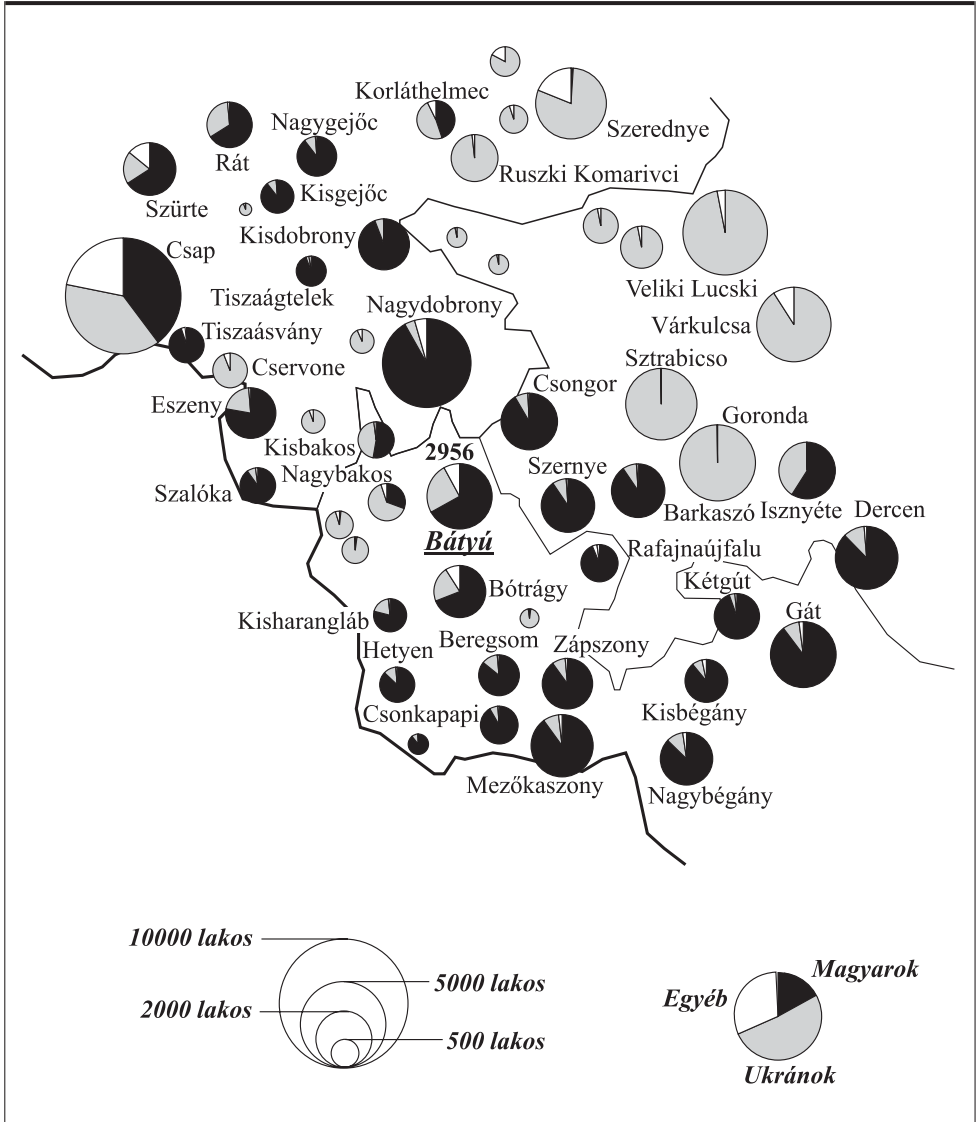 Korláthelmec
Szerednye
Nagygejőc
Rát
Ruszki Komarivci
Kisgejőc
Szürte
Kisdobrony
Csap
Tiszaágtelek
Veliki Lucski
Nagydobrony
Várkulcsa
Tiszaásvány
Sztrabicso
Cservone
Csongor
Eszeny
Goronda
Kisbakos
2956
Nagybakos
Szernye
Szalóka
Barkaszó
Isznyéte
Dercen
Bátyú
Rafajnaújfalu
Kétgút
Bótrágy
Gát
Kisharangláb
Beregsom
Zápszony
Hetyen
Csonkapapi
Kisbégány
Mezőkaszony
Nagybégány
10000 lakos
5000 lakos
2000 lakos
500 lakos
Magyarok
Egyéb
Ukránok